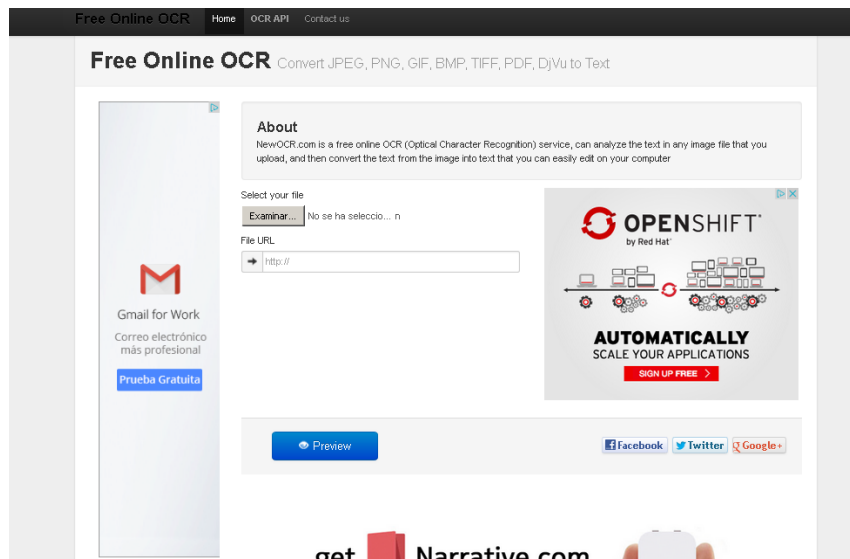 Free Online OCR Home OCR API Contact us
Free Online OCR Convert JPEG, PNG, GIF, BMP, TIFF, PDF, DjVu to Text
About
NewOCR.com is a free online OCR (Optical Character Recognition) service, can analyze the text in any image file that you
upload, and then convert the text from the image into text that you can easily edit on your computer
Select your file
Examinar... No se ha seleccio... n
File URL
http://
Gmail for Work
Correo electrónico
más profesional
Prueba Gratuita
OPENSHIFT
by Red Hat
AUTOMATICALLY
SCALE YOUR APPLICATIONS
SIGN UP FREE >
Preview
Facebook Twitter Google+
get Narrative.com